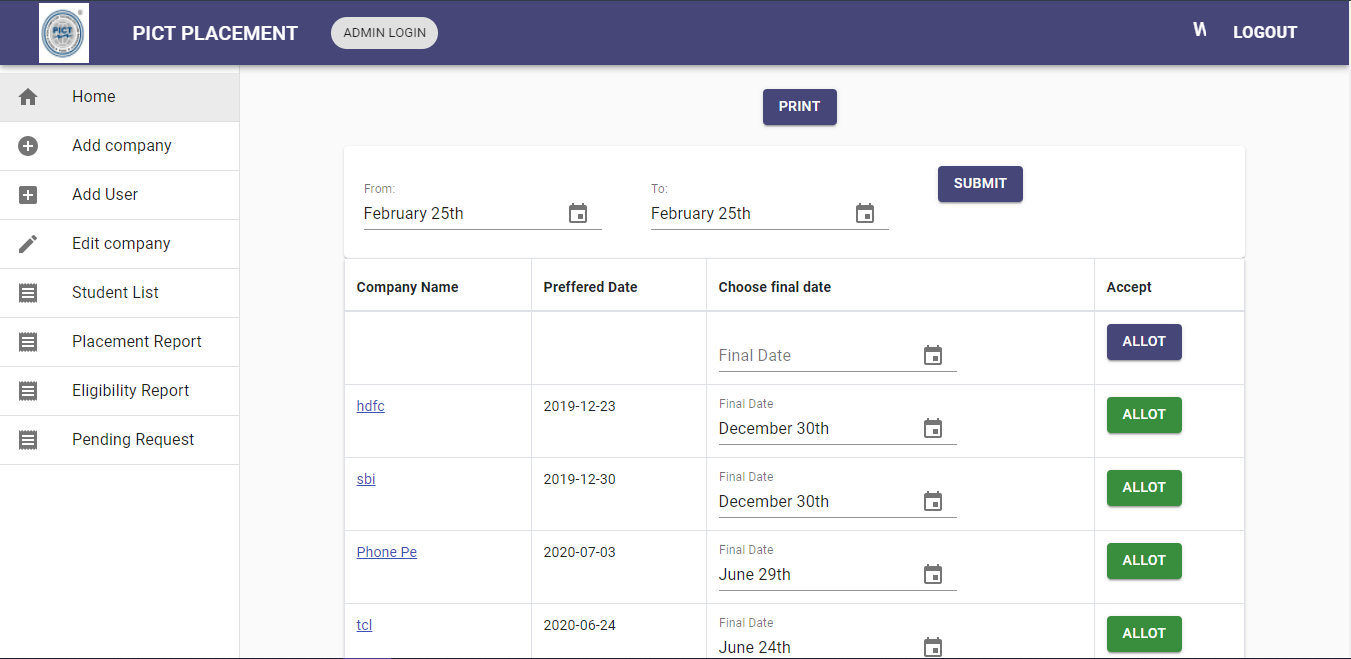 PICT
PICT PLACEMENT
ADMIN LOGIN
LOGOUT
Home
Add company
Add User
Edit company
Student List
Placement Report
Eligibility Report
Pending Request
PRINT
From:
February 25th
To:
February 25th
SUBMIT
Company Name Preffered Date Choose final date Accept
Final Date
ALLOT
hdfc 2019-12-23
Final Date
December 30th
ALLOT
sbi 2019-12-30
Final Date
December 30th
ALLOT
Phone Pe 2020-07-03
Final Date
June 29th
ALLOT
tcl 2020-06-24
Final Date
June 24th
ALLOT